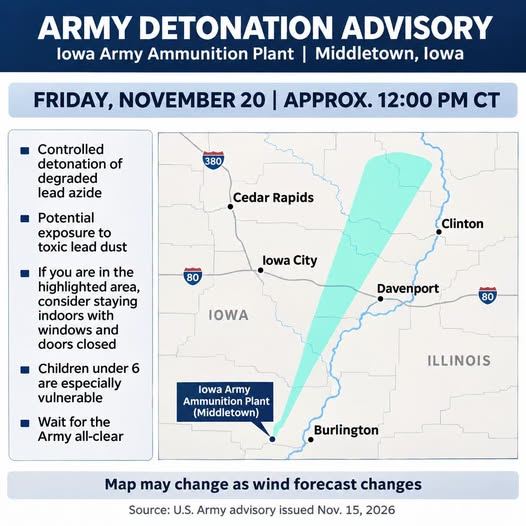 ARMY DETONATION ADVISORY
Iowa Army Ammunition Plant | Middletown, Iowa
FRIDAY, NOVEMBER 20 | APPROX. 12:00 PM CT
Controlled
detonation of
degraded
lead azide
Potential
exposure to
toxic lead dust
If you are in the
highlighted area,
consider staying
indoors with
windows and
doors closed
Children under 6
are especially
vulnerable
Wait for the
Army all-clear
380
Cedar Rapids
Clinton
Iowa City
80
Davenport
80
IOWA
ILLINOIS
Iowa Army
Ammunition Plant
(Middletown)
Burlington
Map may change as wind forecast changes
Source: U.S. Army advisory issued Nov. 15, 2026